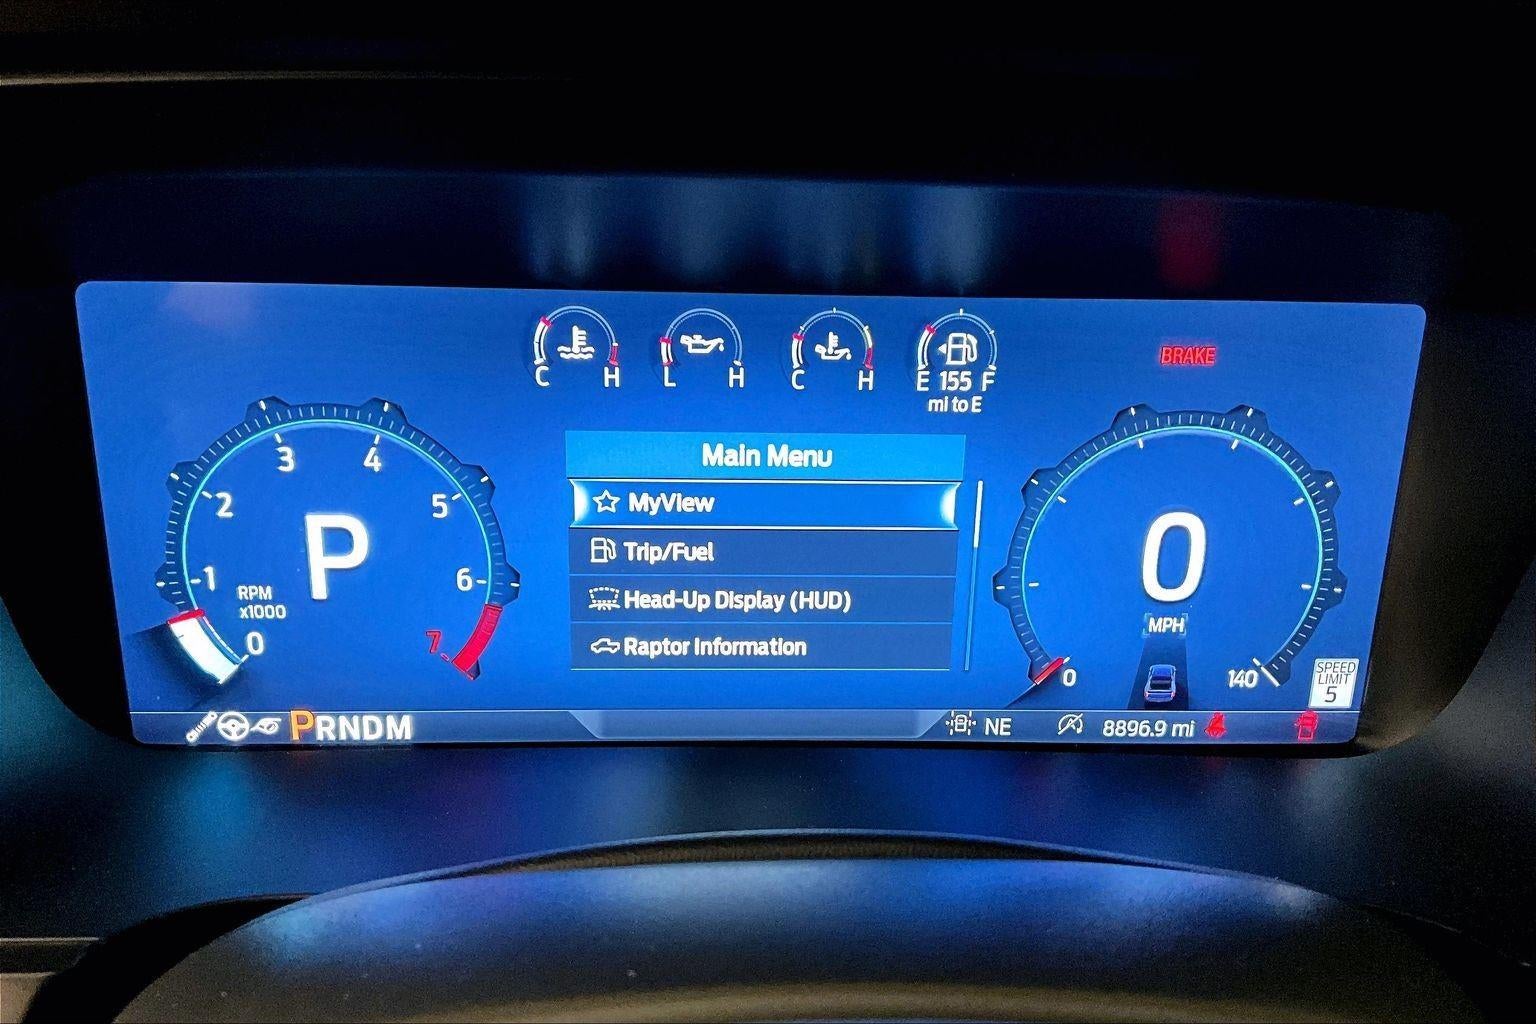 C H
L H
C H
E 155 F
mi to E
BRAKE
Main Menu
MyView
Trip/Fuel
Head-Up Display (HUD)
Raptor Information
0
1
2
3
4
5
6
7
RPM
x1000
P
0
MPH
0
140
SPEED
LIMIT
5
PRNDM
NE
8896.9 mi